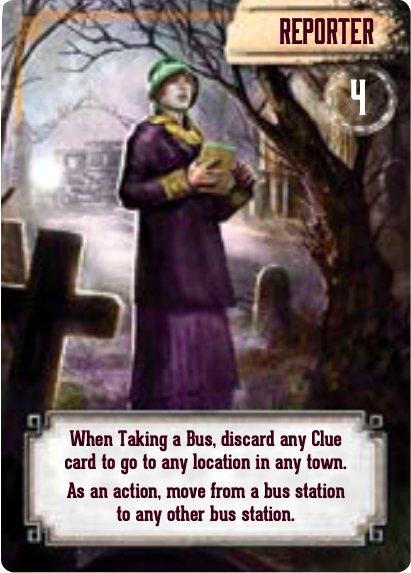 REPORTER
4
When Taking a Bus, discard any Clue
card to go to any location in any town.
As an action, move from a bus station
to any other bus station.